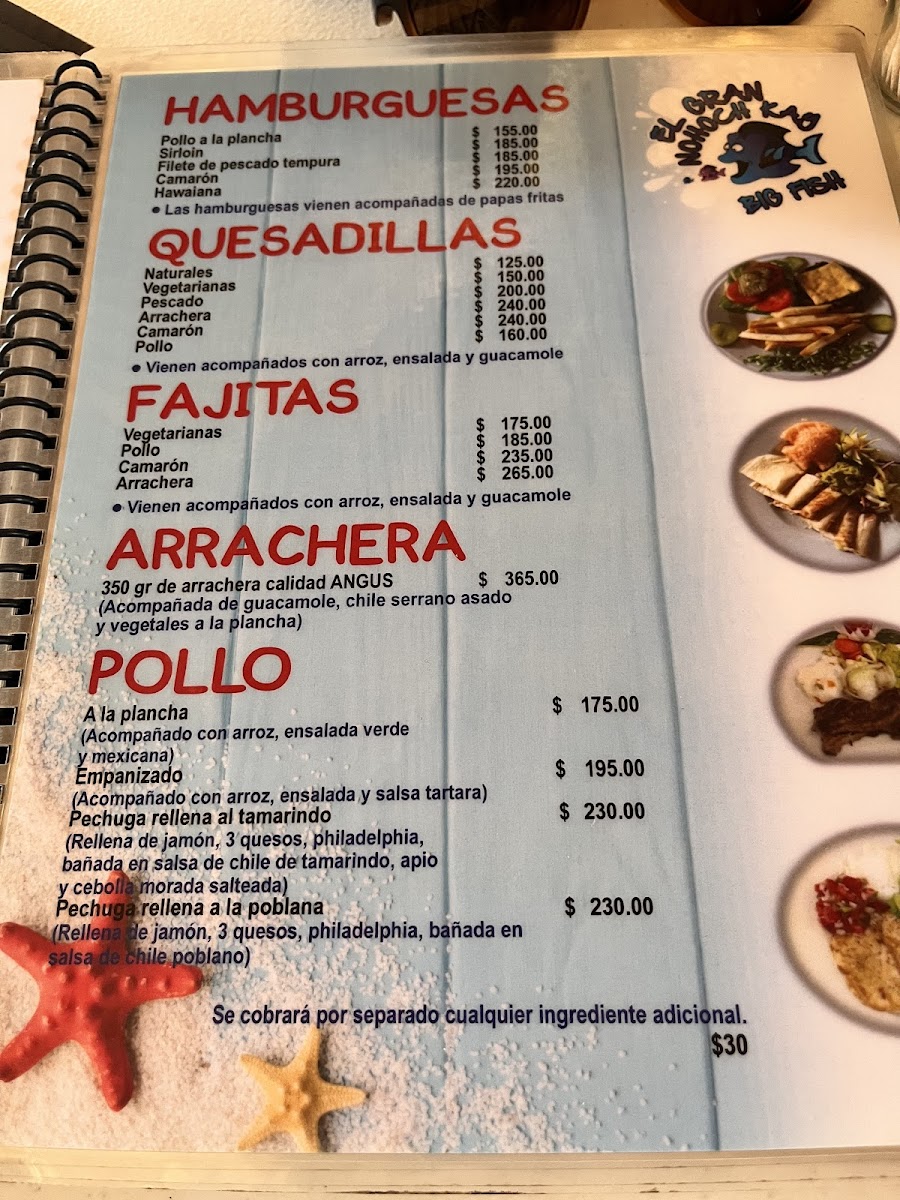 EL GRAN
NOHOCH KAY
BIG FISH
HAMBURGUESAS
Pollo a la plancha $ 155.00
Sirloin $ 185.00
Filete de pescado tempura $ 185.00
Camarón $ 195.00
Hawaiana $ 220.00
• Las hamburguesas vienen acompañadas de papas fritas
QUESADILLAS
Naturales $ 125.00
Vegetarianas $ 150.00
Pescado $ 200.00
Arrachera $ 240.00
Camarón $ 240.00
Pollo $ 160.00
• Vienen acompañados con arroz, ensalada y guacamole
FAJITAS
Vegetarianas $ 175.00
Pollo $ 185.00
Camarón $ 235.00
Arrachera $ 265.00
• Vienen acompañados con arroz, ensalada y guacamole
ARRACHERA
350 gr de arrachera calidad ANGUS $ 365.00
(Acompañada de guacamole, chile serrano asado
y vegetales a la plancha)
POLLO
A la plancha $ 175.00
(Acompañado con arroz, ensalada verde
y mexicana)
Empanizado $ 195.00
(Acompañado con arroz, ensalada y salsa tartara)
Pechuga rellena al tamarindo $ 230.00
(Rellena de jamón, 3 quesos, philadelphia,
bañada en salsa de chile de tamarindo, apio
y cebolla morada salteada)
Pechuga rellena a la poblana $ 230.00
(Rellena de jamón, 3 quesos, philadelphia, bañada en
salsa de chile poblano)
Se cobrará por separado cualquier ingrediente adicional.
$30